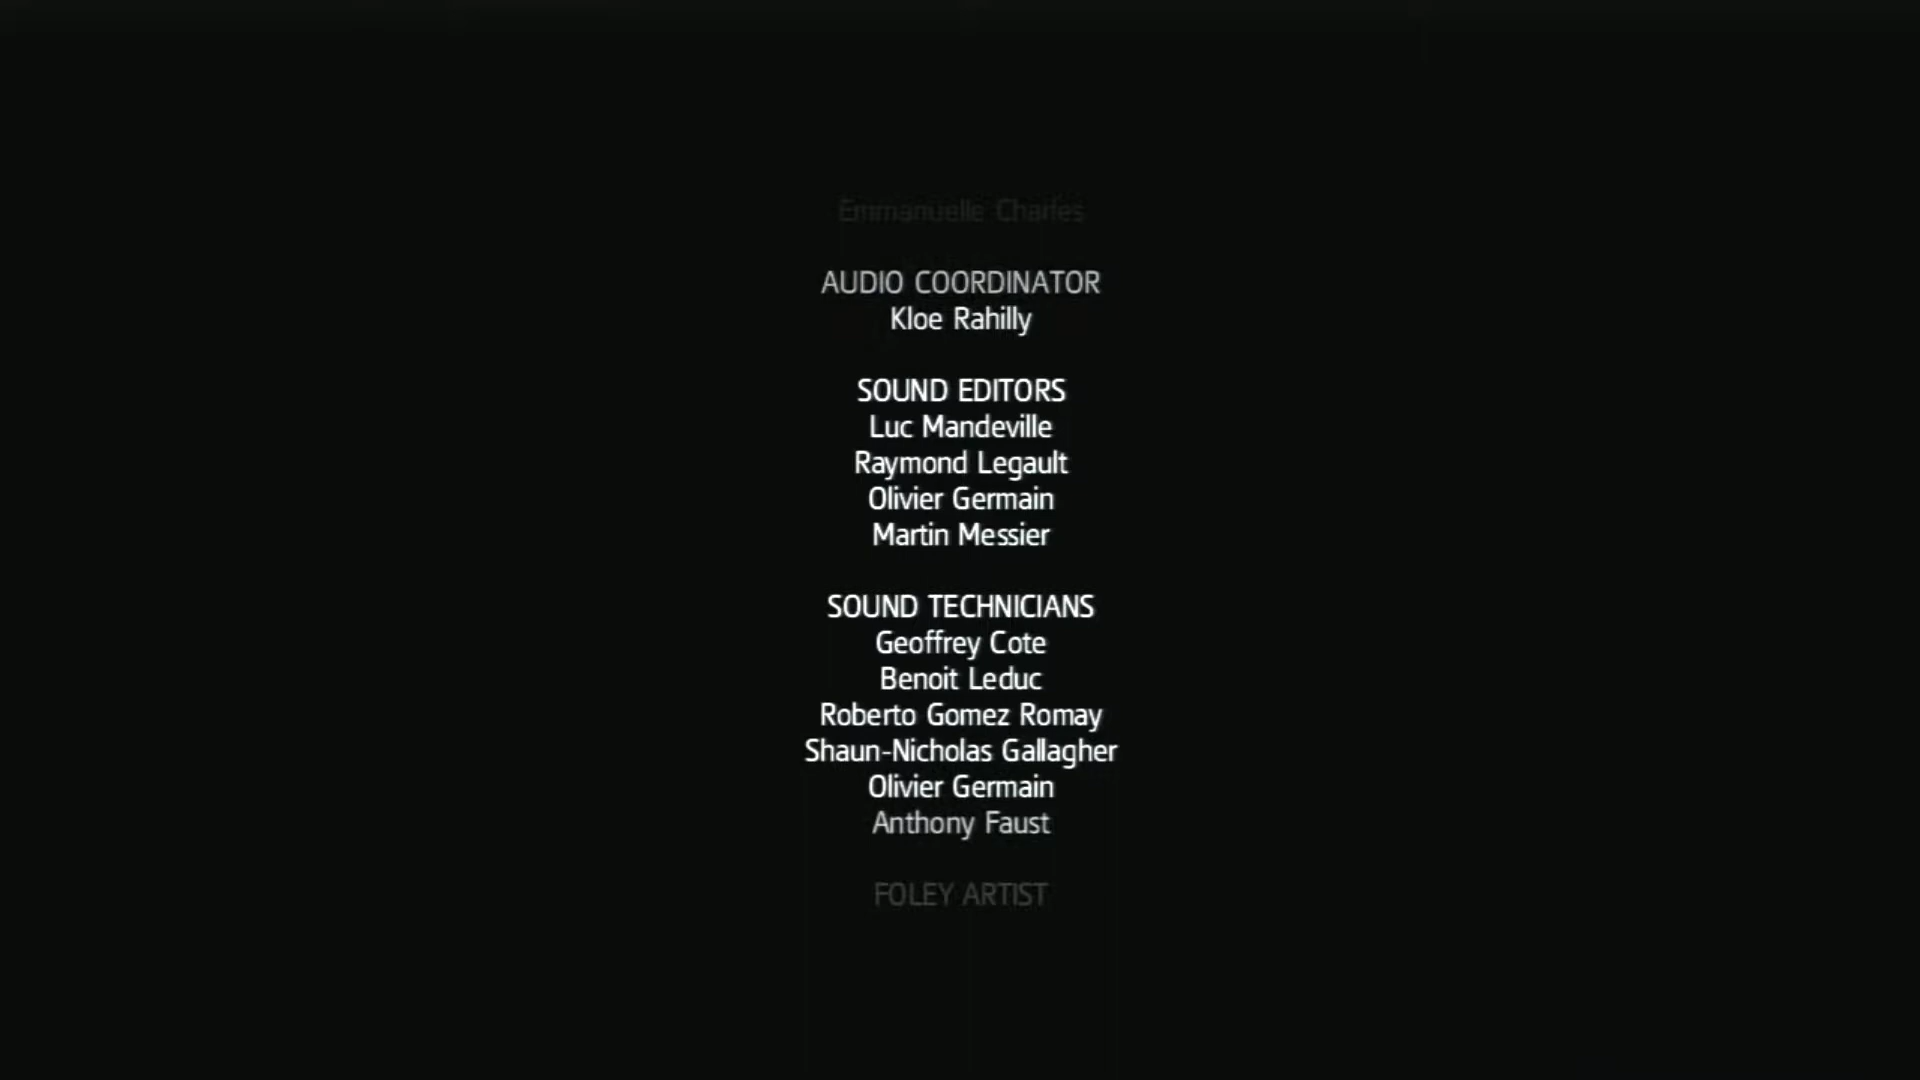 Emmanuelle Charles
AUDIO COORDINATOR
Kloe Rahilly
SOUND EDITORS
Luc Mandeville
Raymond Legault
Olivier Germain
Martin Messier
SOUND TECHNICIANS
Geoffrey Cote
Benoit Leduc
Roberto Gomez Romay
Shaun-Nicholas Gallagher
Olivier Germain
Anthony Faust
FOLEY ARTIST